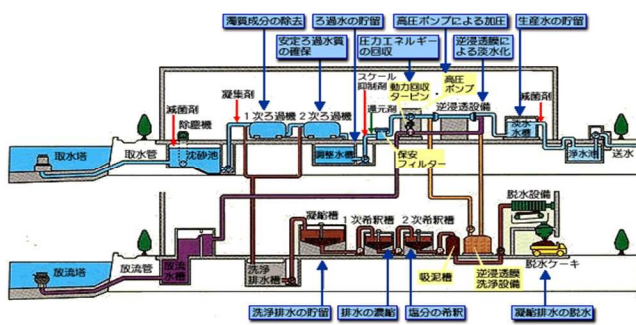 濁質成分の除去
ろ過水の貯留
高圧ポンプによる加圧
生産水の貯留
安定ろ過水質
の確保
圧力エネルギー
の回収
逆浸透膜に
よる淡水化
スケール
抑制剤
動力回収
タービン
高圧
ポンプ
還元剤
逆浸透設備
滅菌剤
凝集剤
滅菌剤
除塵機
1次ろ過機
2次ろ過機
淡水
水槽
取水塔
取水管
沈砂池
調整水槽
保安
フィルター
浄水池
送水
脱水設備
凝縮槽
1次希釈槽
2次希釈槽
放流塔
放流管
放流
水槽
洗浄
排水槽
吸泥槽
逆浸透膜
洗浄設備
脱水ケーキ
洗浄排水の貯留
排水の濃縮
塩分の希釈
凝縮排水の脱水